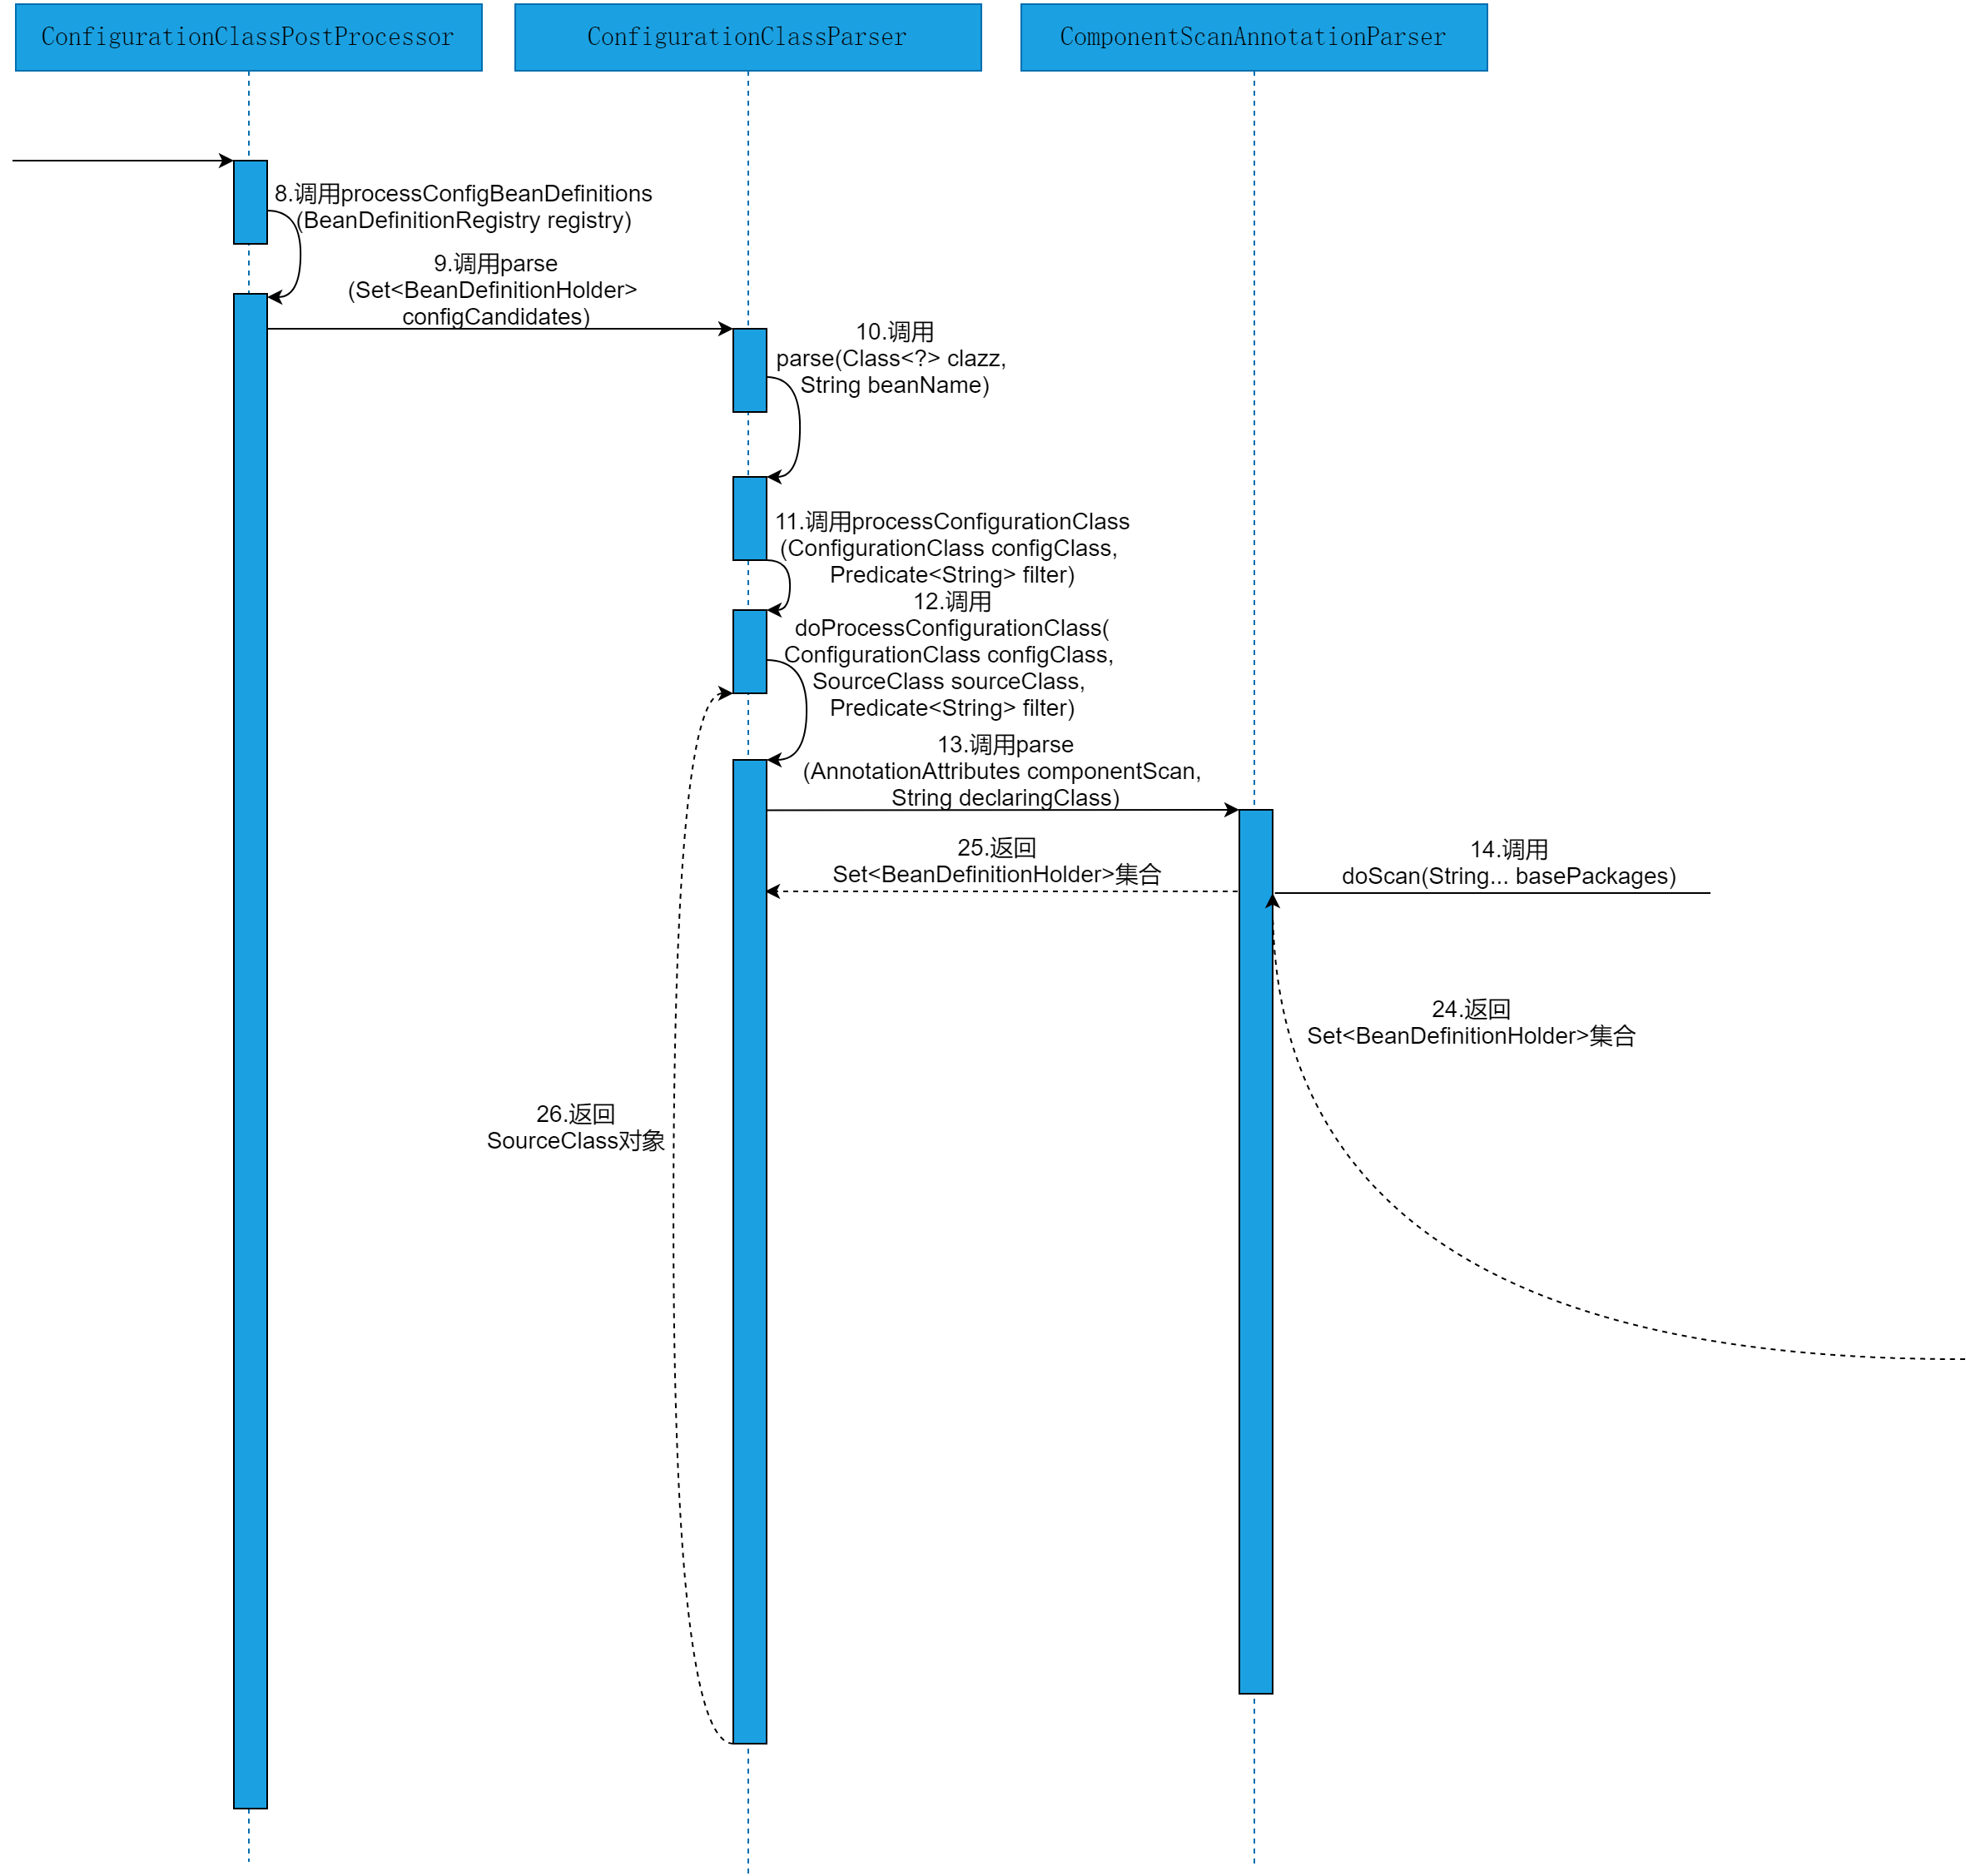 ConfigurationClassPostProcessor
ConfigurationClassParser
ComponentScanAnnotationParser
8.调用processConfigBeanDefinitions
(BeanDefinitionRegistry registry)
9.调用parse
(Set<BeanDefinitionHolder>
configCandidates)
10.调用
parse(Class<?> clazz,
String beanName)
11.调用processConfigurationClass
(ConfigurationClass configClass,
Predicate<String> filter)
12.调用
doProcessConfigurationClass(
ConfigurationClass configClass,
SourceClass sourceClass,
Predicate<String> filter)
13.调用parse
(AnnotationAttributes componentScan,
String declaringClass)
25.返回
Set<BeanDefinitionHolder>集合
14.调用
doScan(String... basePackages)
24.返回
Set<BeanDefinitionHolder>集合
26.返回
SourceClass对象